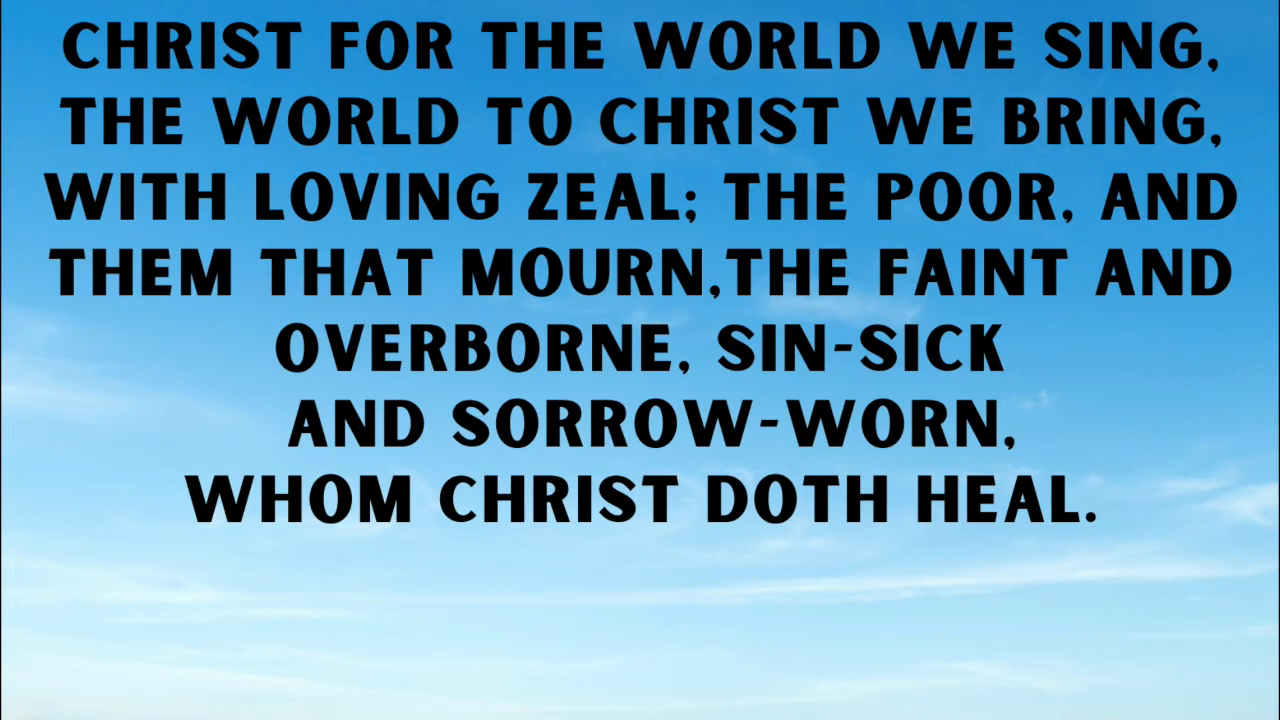 CHRIST FOR THE WORLD WE SING,
THE WORLD TO CHRIST WE BRING,
WITH LOVING ZEAL; THE POOR, AND
THEM THAT MOURN,THE FAINT AND
OVERBORNE, SIN-SICK
AND SORROW-WORN,
WHOM CHRIST DOTH HEAL.